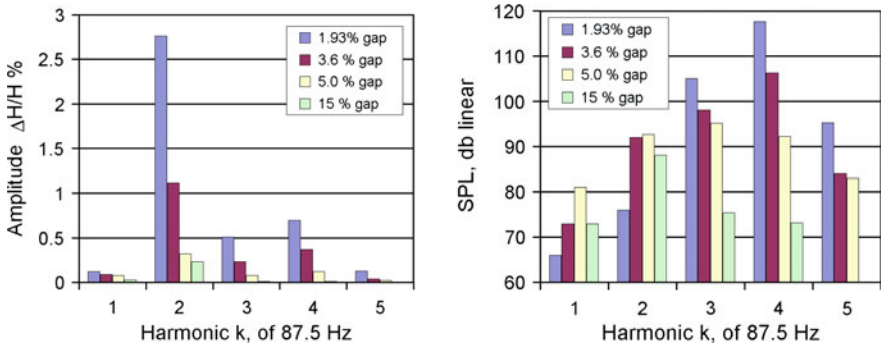 Amplitude ΔH/H %
3
2.5
2
1.5
1
0.5
0
1.93% gap
3.6 % gap
5.0 % gap
15 % gap
1 2 3 4 5
Harmonic k, of 87.5 Hz
SPL, db linear
120
110
100
90
80
70
60
1.93% gap
3.6 % gap
5.0 % gap
15 % gap
1 2 3 4 5
Harmonic k, of 87.5 Hz